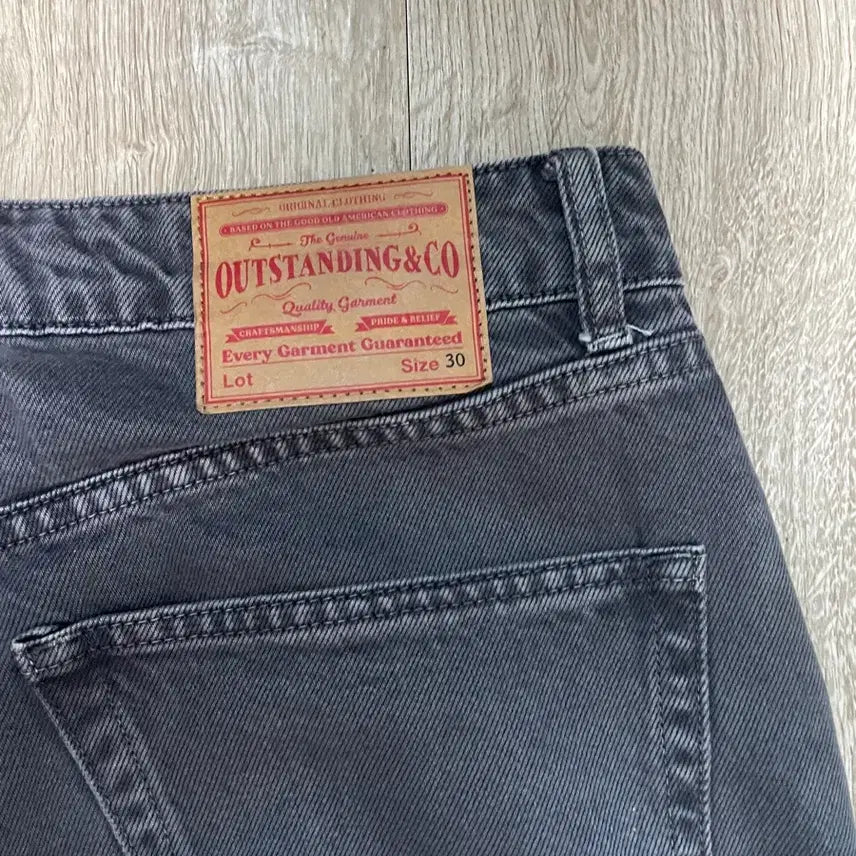 ORIGINAL CLOTHING
BASED ON THE GOOD OLD AMERICAN CLOTHING
The Genuine
OUTSTANDING&CO
Quality Garment
CRAFTSMANSHIP PRIDE & RELIEF
Every Garment Guaranteed
Lot Size 30